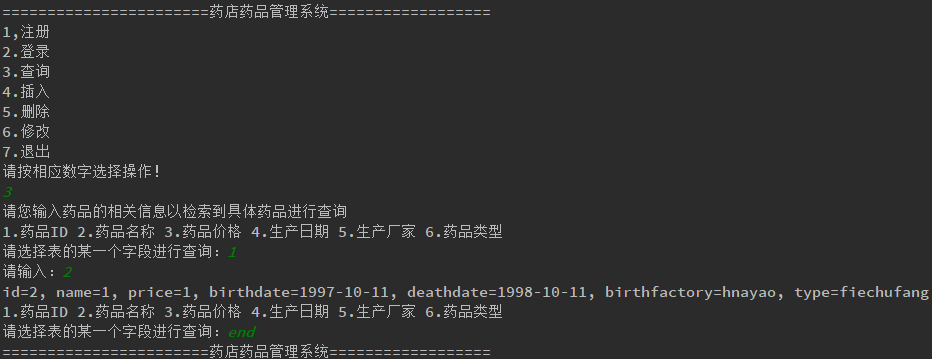 =======================药店药品管理系统==================
1,注册
2.登录
3.查询
4.插入
5.删除
6.修改
7.退出
请按相应数字选择操作!
3
请您输入药品的相关信息以检索到具体药品进行查询
1.药品ID 2.药品名称 3.药品价格 4.生产日期 5.生产厂家 6.药品类型
请选择表的某一个字段进行查询: 1
请输入: 2
id=2, name=1, price=1, birthdate=1997-10-11, deathdate=1998-10-11, birthfactory=hnayao, type=fiechufang
1.药品ID 2.药品名称 3.药品价格 4.生产日期 5.生产厂家 6.药品类型
请选择表的某一个字段进行查询: end
=======================药店药品管理系统==================